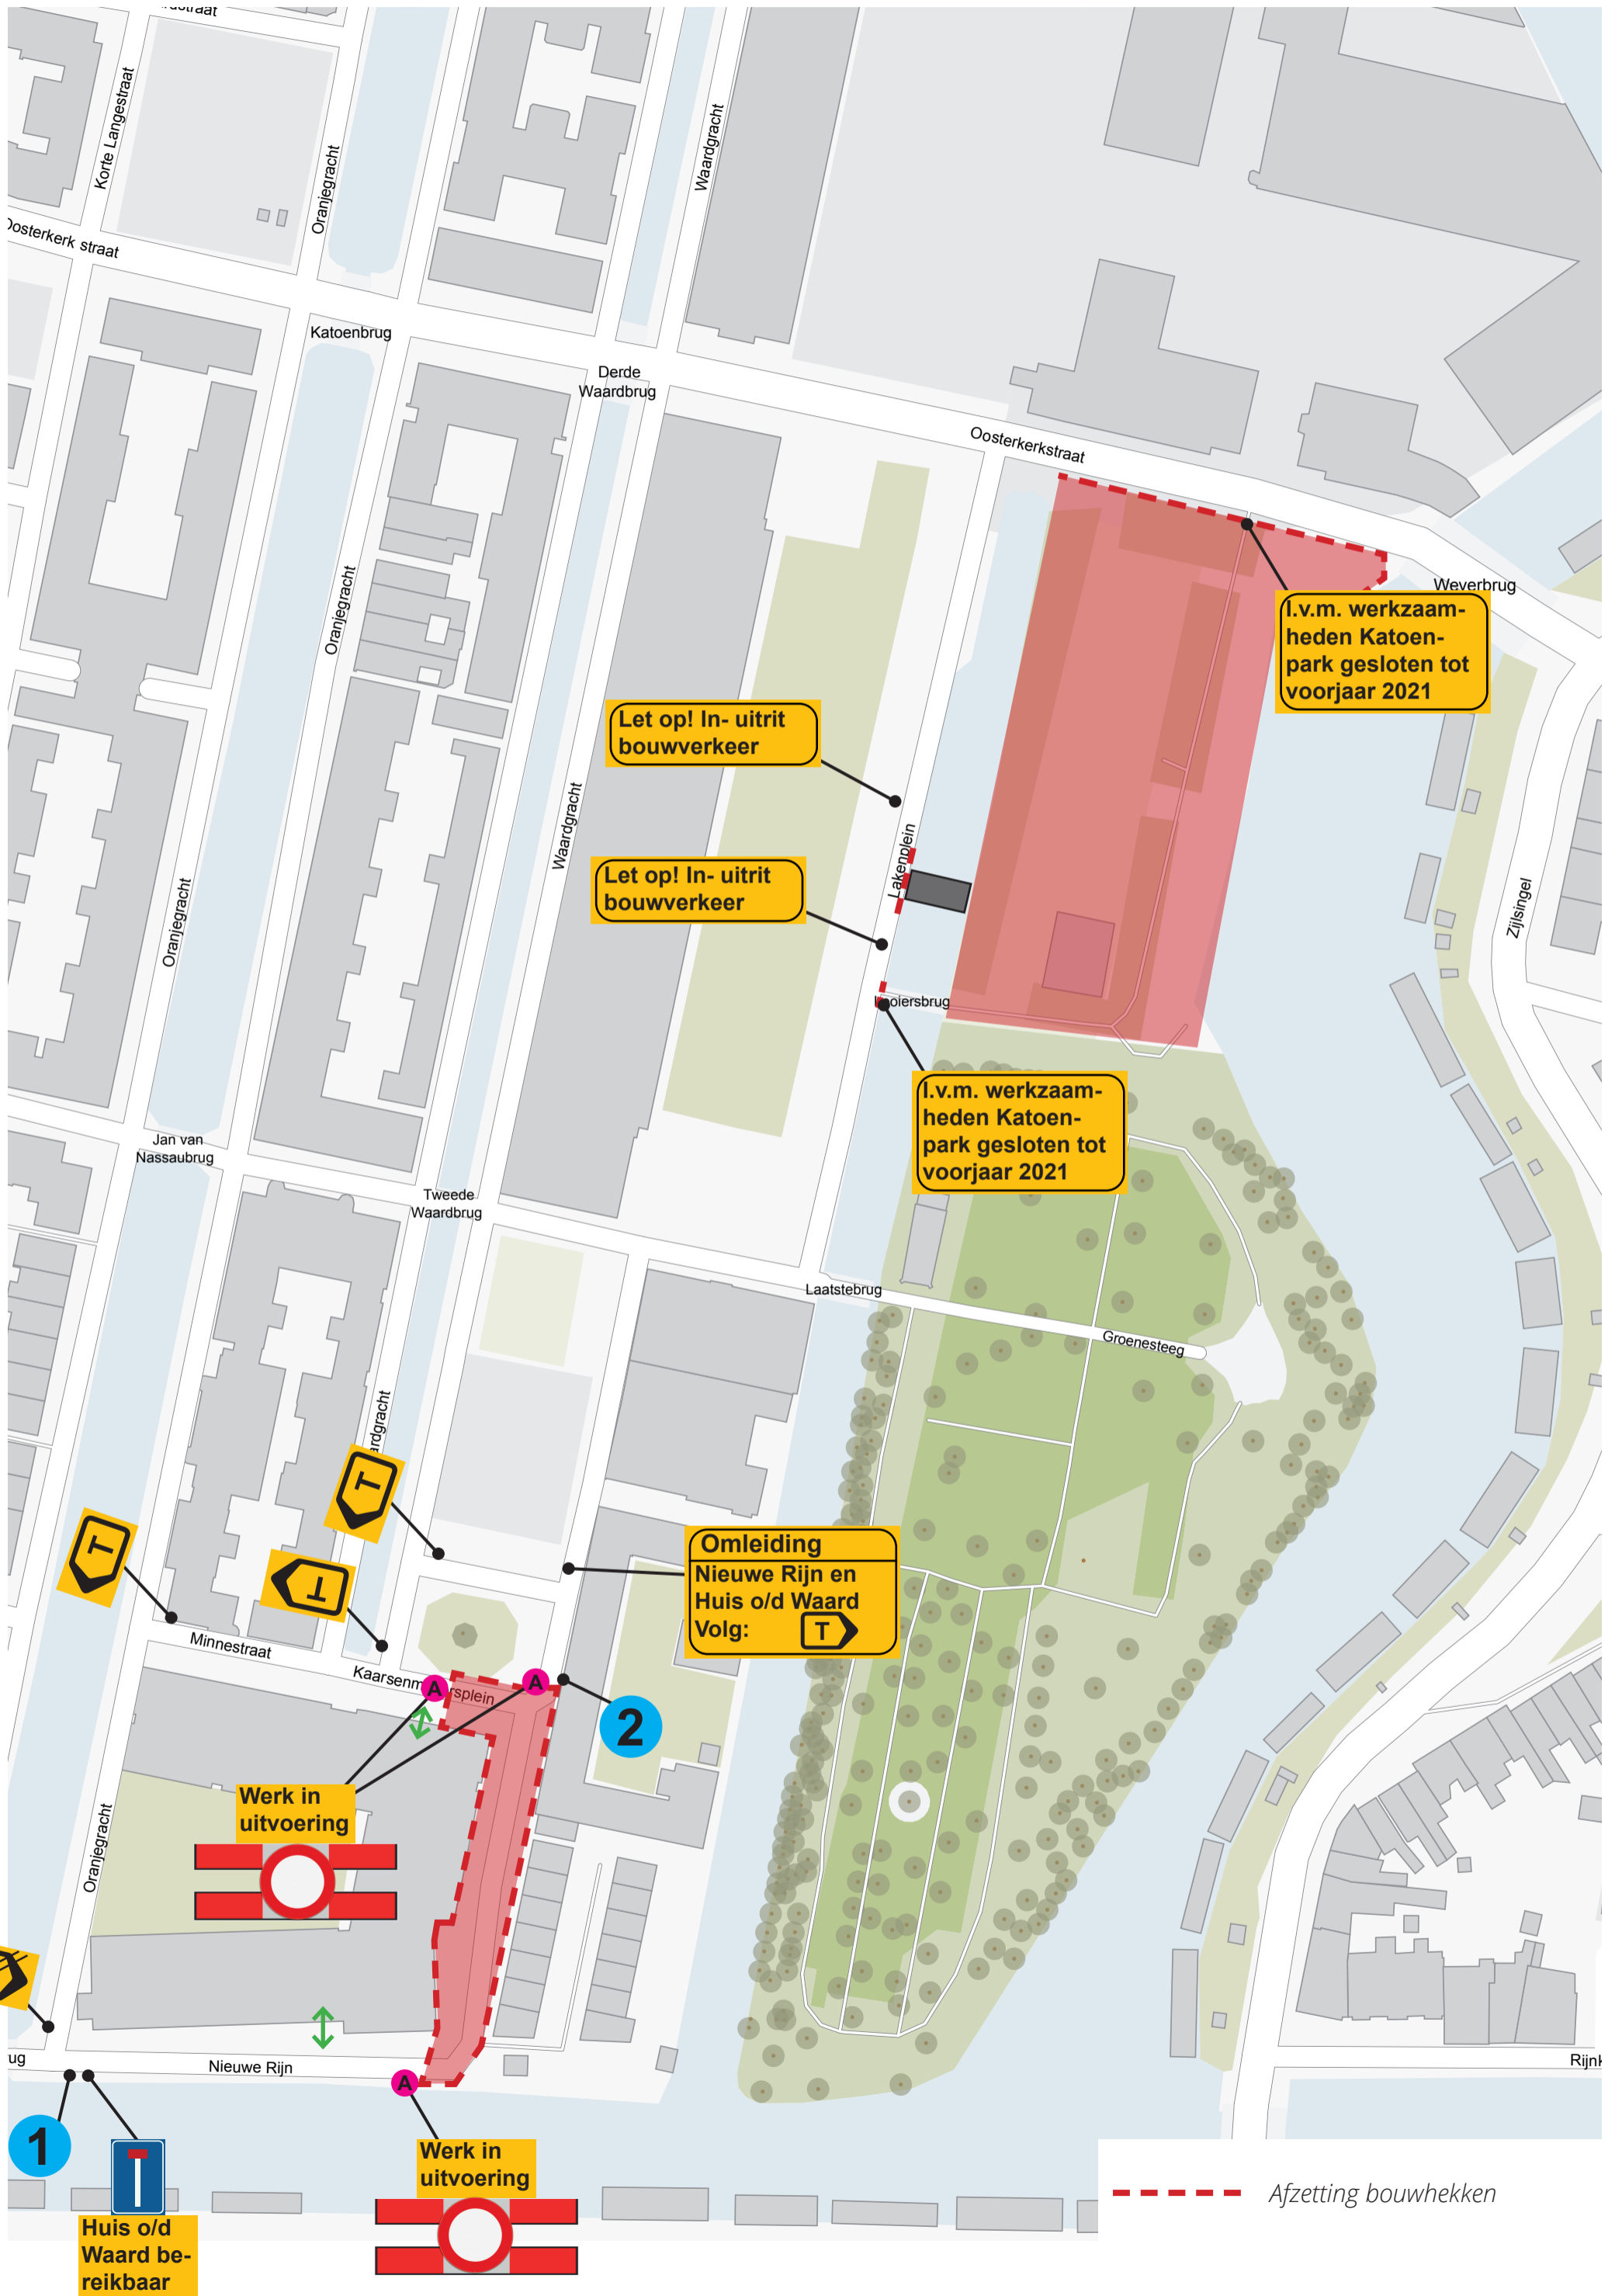 Korte Langestraat
Oranjegracht
Waardgracht
Oosterkerk straat
Katoenbrug
Derde
Waardbrug
Oosterkerkstraat
Weverbrug
I.v.m. werkzaam-
heden Katoen-
park gesloten tot
voorjaar 2021
Oranjegracht
Let op! In- uitrit
bouwverkeer
Waardgracht
Lakenplein
Let op! In- uitrit
bouwverkeer
Zijlsingel
Oranjegracht
I.v.m. werkzaam-
heden Katoen-
park gesloten tot
voorjaar 2021
Jan van
Nassaubrug
Tweede
Waardbrug
Laatstebrug
Groenesteeg
ardgracht
T
T
T
Omleiding
Nieuwe Rijn en
Huis o/d Waard
Volg: T
Minnestraat
A
A
2
Werk in
uitvoering
Oranjegracht
ug
Nieuwe Rijn
A
Rijnk
1
Werk in
uitvoering
Huis o/d
Waard be-
reikbaar
Afzetting bouwhekken